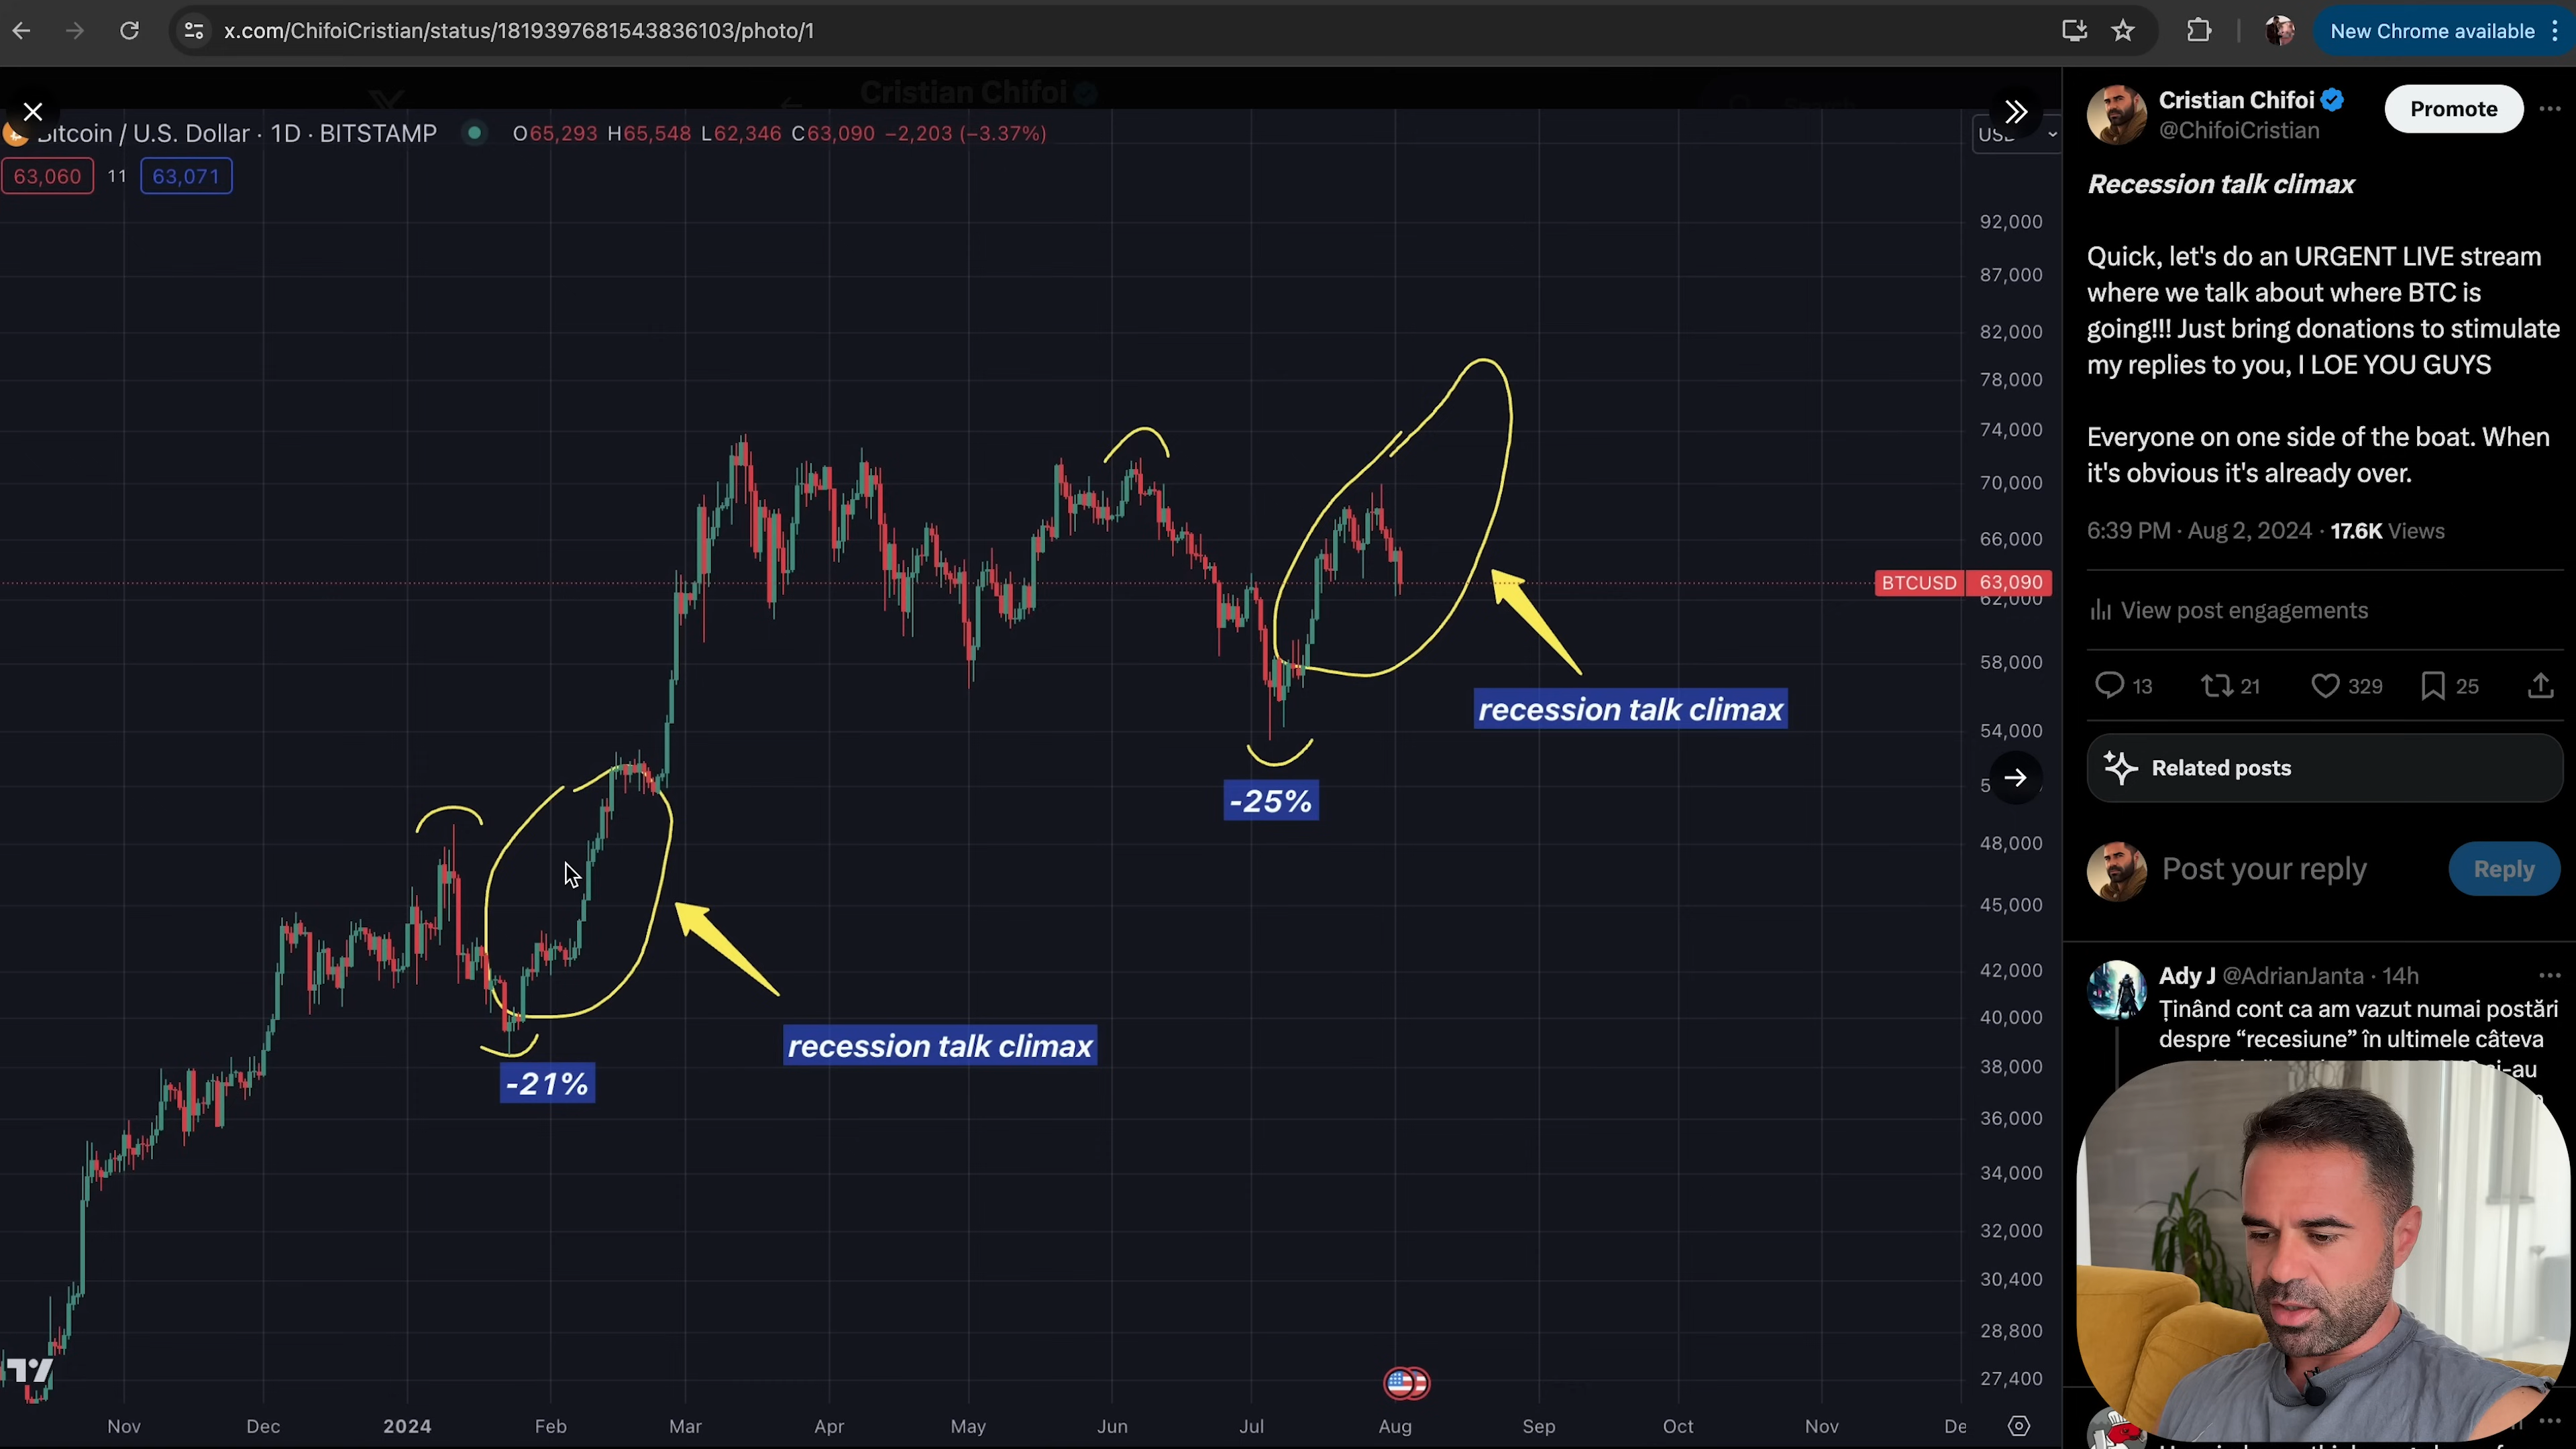 x.com/ChifoiCristian/status/1819397681543836103/photo/1
New Chrome available
Cristian Chifoi
Bitcoin / U.S. Dollar · 1D · BITSTAMP O65,293 H65,548 L62,346 C63,090 −2,203 (−3.37%)
63,060 11 63,071
USD
92,000
87,000
82,000
78,000
74,000
70,000
66,000
BTCUSD 63,090
62,000
58,000
54,000
48,000
45,000
42,000
40,000
38,000
36,000
34,000
32,000
30,400
28,800
27,400
recession talk climax
-25%
recession talk climax
-21%
Nov Dec 2024 Feb Mar Apr May Jun Jul Aug Sep Oct Nov De
Cristian Chifoi
@ChifoiCristian
Promote
Recession talk climax
Quick, let's do an URGENT LIVE stream
where we talk about where BTC is
going!!! Just bring donations to stimulate
my replies to you, I LOE YOU GUYS
Everyone on one side of the boat. When
it's obvious it's already over.
6:39 PM · Aug 2, 2024 · 17.6K Views
View post engagements
13 21 329 25
Related posts
Post your reply
Reply
Ady J @AdrianJanta · 14h
Ținând cont ca am vazut numai postări
despre “recesiune” în ultimele câteva